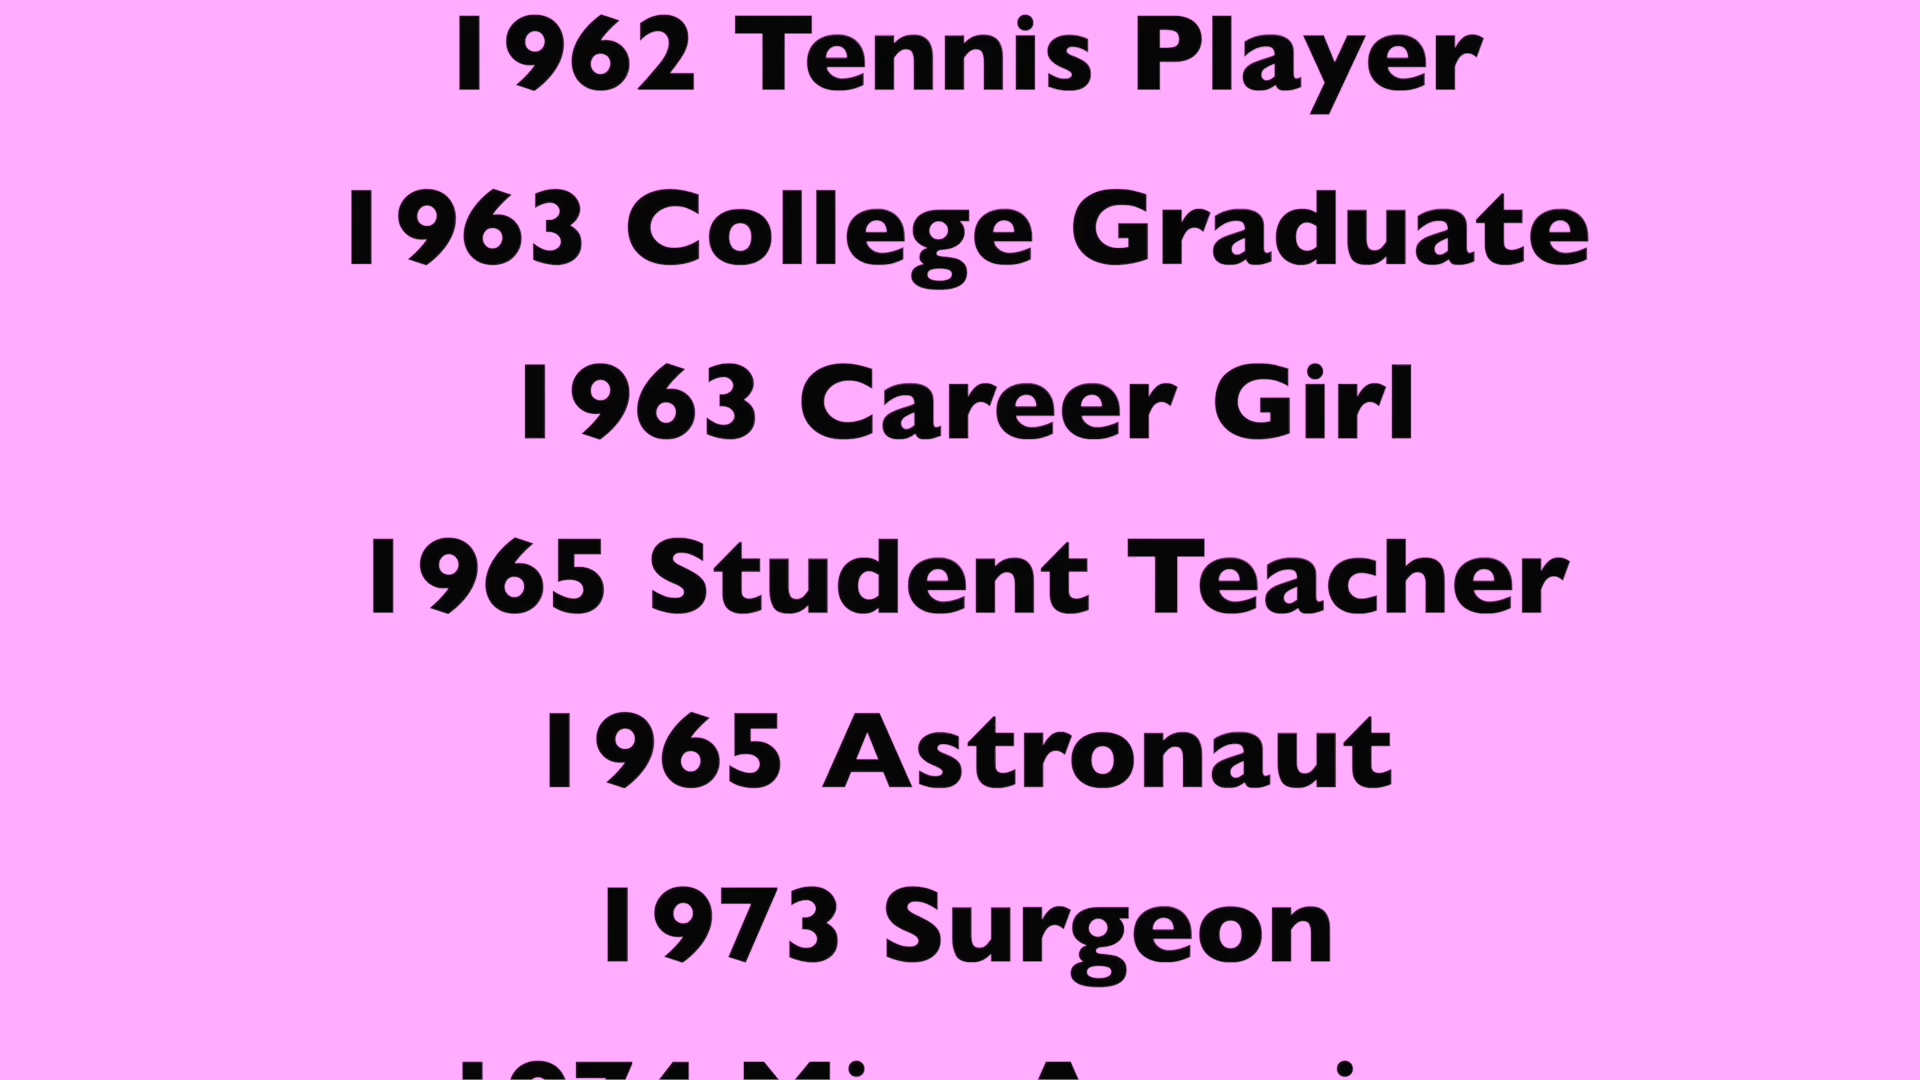 1962 Tennis Player
1963 College Graduate
1963 Career Girl
1965 Student Teacher
1965 Astronaut
1973 Surgeon